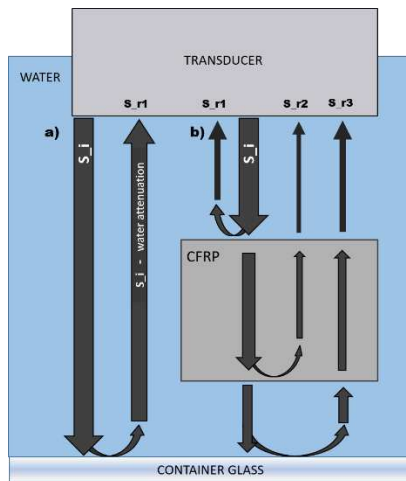 TRANSDUCER
WATER
S_r1 S_r1 S_r2 S_r3
a) b)
S_i S_i
S_i - water attenuation
CFRP
CONTAINER GLASS